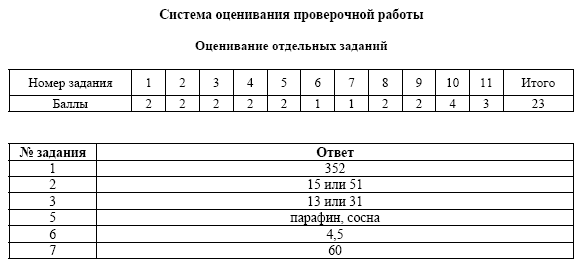 Система оценивания проверочной работы
Оценивание отдельных заданий
Номер задания 1 2 3 4 5 6 7 8 9 10 11 Итого
Баллы 2 2 2 2 2 1 1 2 2 4 3 23
№ задания Ответ
1 352
2 15 или 51
3 13 или 31
5 парафин, сосна
6 4,5
7 60